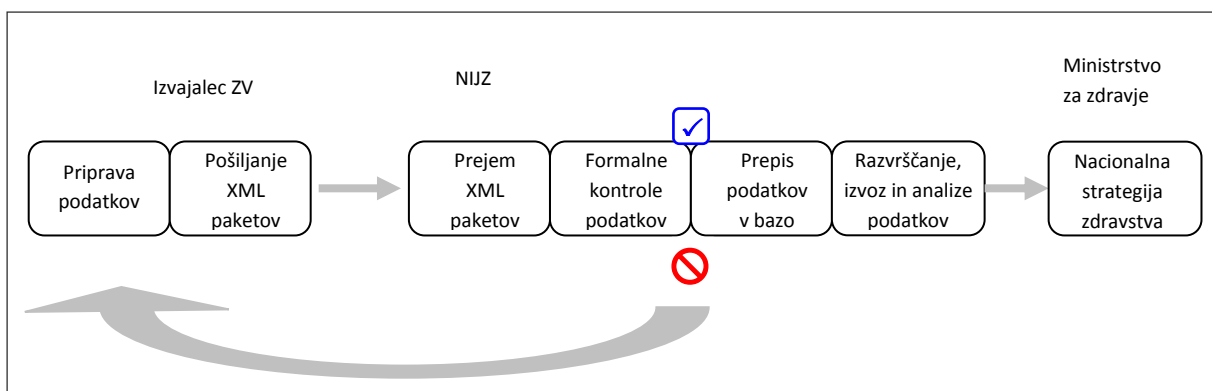 Izvajalec ZV
NIJZ
Ministrstvo
za zdravje
Priprava
podatkov
Pošiljanje
XML
paketov
Prejem
XML
paketov
Formalne
kontrole
podatkov
Prepis
podatkov
v bazo
Razvrščanje,
izvoz in analize
podatkov
Nacionalna
strategija
zdravstva